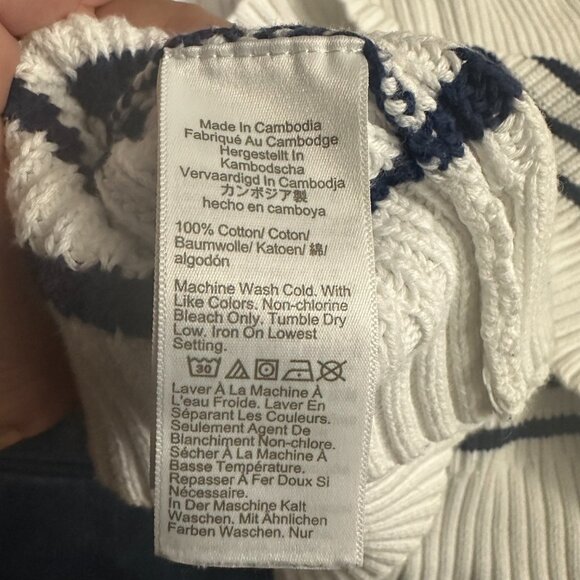 Made In Cambodia
Fabriqué Au Cambodge
Hergestellt In
Kambodscha
Vervaardigd In Cambodja
カンボジア製
hecho en camboya
100% Cotton/ Coton/
Baumwolle/ Katoen/ 綿/
algodón
Machine Wash Cold. With
Like Colors. Non-chlorine
Bleach Only. Tumble Dry
Low. Iron On Lowest
Setting.
30
Laver À La Machine À
L'eau Froide. Laver En
Séparant Les Couleurs.
Seulement Agent De
Blanchiment Non-chlore.
Sécher À La Machine À
Basse Température.
Repasser À Fer Doux Si
Nécessaire.
In Der Maschine Kalt
Waschen. Mit Ähnlichen
Farben Waschen. Nur